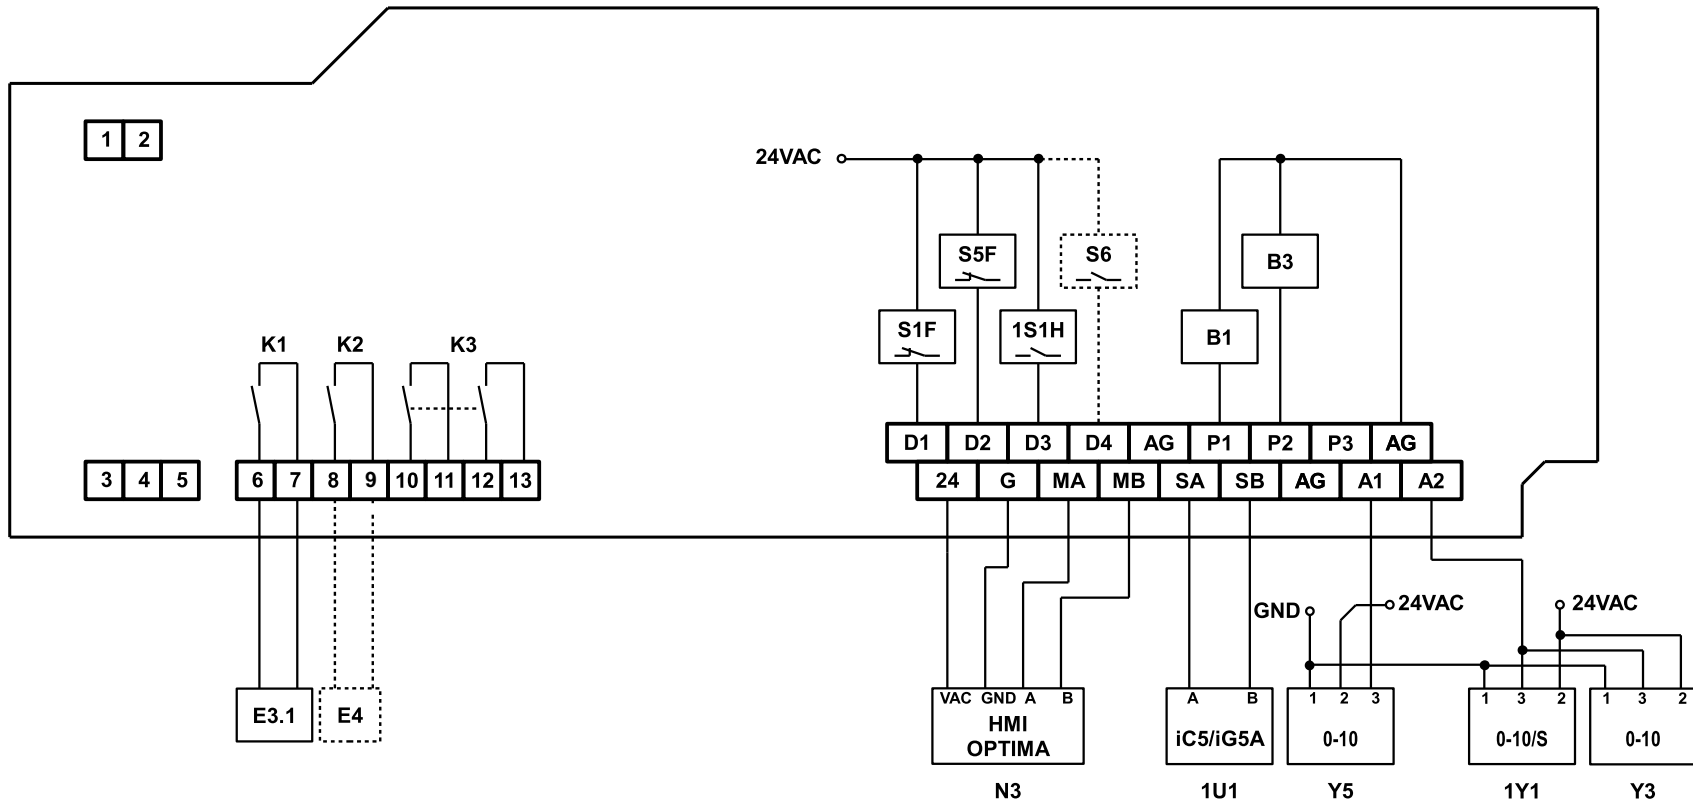 1 2
24VAC
S5F S6 B3
S1F 1S1H B1
K1 K2 K3
D1 D2 D3 D4 AG P1 P2 P3 AG
3 4 5 6 7 8 9 10 11 12 13
24 G MA MB SA SB AG A1 A2
GND 24VAC 24VAC
VAC GND A B
A B
1 2 3
1 3 2
1 3 2
E3.1 E4
HMI
OPTIMA
iC5/iG5A
0-10
0-10/S
0-10
N3 1U1 Y5 1Y1 Y3